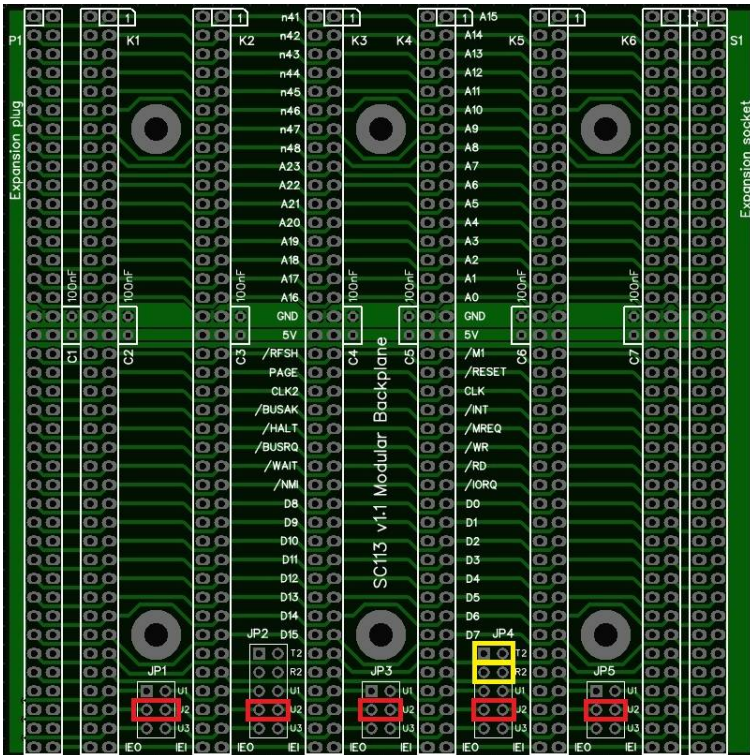 n41
n42
n43
n44
n45
n46
n47
n48
A23
A22
A21
A20
A19
A18
A17
A16
GND
5V
/RFSH
PAGE
CLK2
/BUSAK
/HALT
/BUSRQ
/WAIT
/NMI
D8
D9
D10
D11
D12
D13
D14
D15
A15
A14
A13
A12
A11
A10
A9
A8
A7
A6
A5
A4
A3
A2
A1
A0
GND
5V
/M1
/RESET
CLK
/INT
/MREQ
/WR
/RD
/IORQ
D0
D1
D2
D3
D4
D5
D6
D7
P1
K1
K2
K3
K4
K5
K6
S1
1
1
1
1
1
Expansion plug
Expansion socket
100nF
C1
100nF
C2
100nF
C3
100nF
C4
100nF
C5
100nF
C6
100nF
C7
SC113 v1.1 Modular Backplane
JP1
U1
U2
U3
IEO
IEI
JP2
T2
R2
U1
U2
U3
IEO
IEI
JP3
U1
U2
U3
IEO
IEI
JP4
T2
R2
U1
U2
U3
IEO
IEI
JP5
U1
U2
U3
IEO
IEI